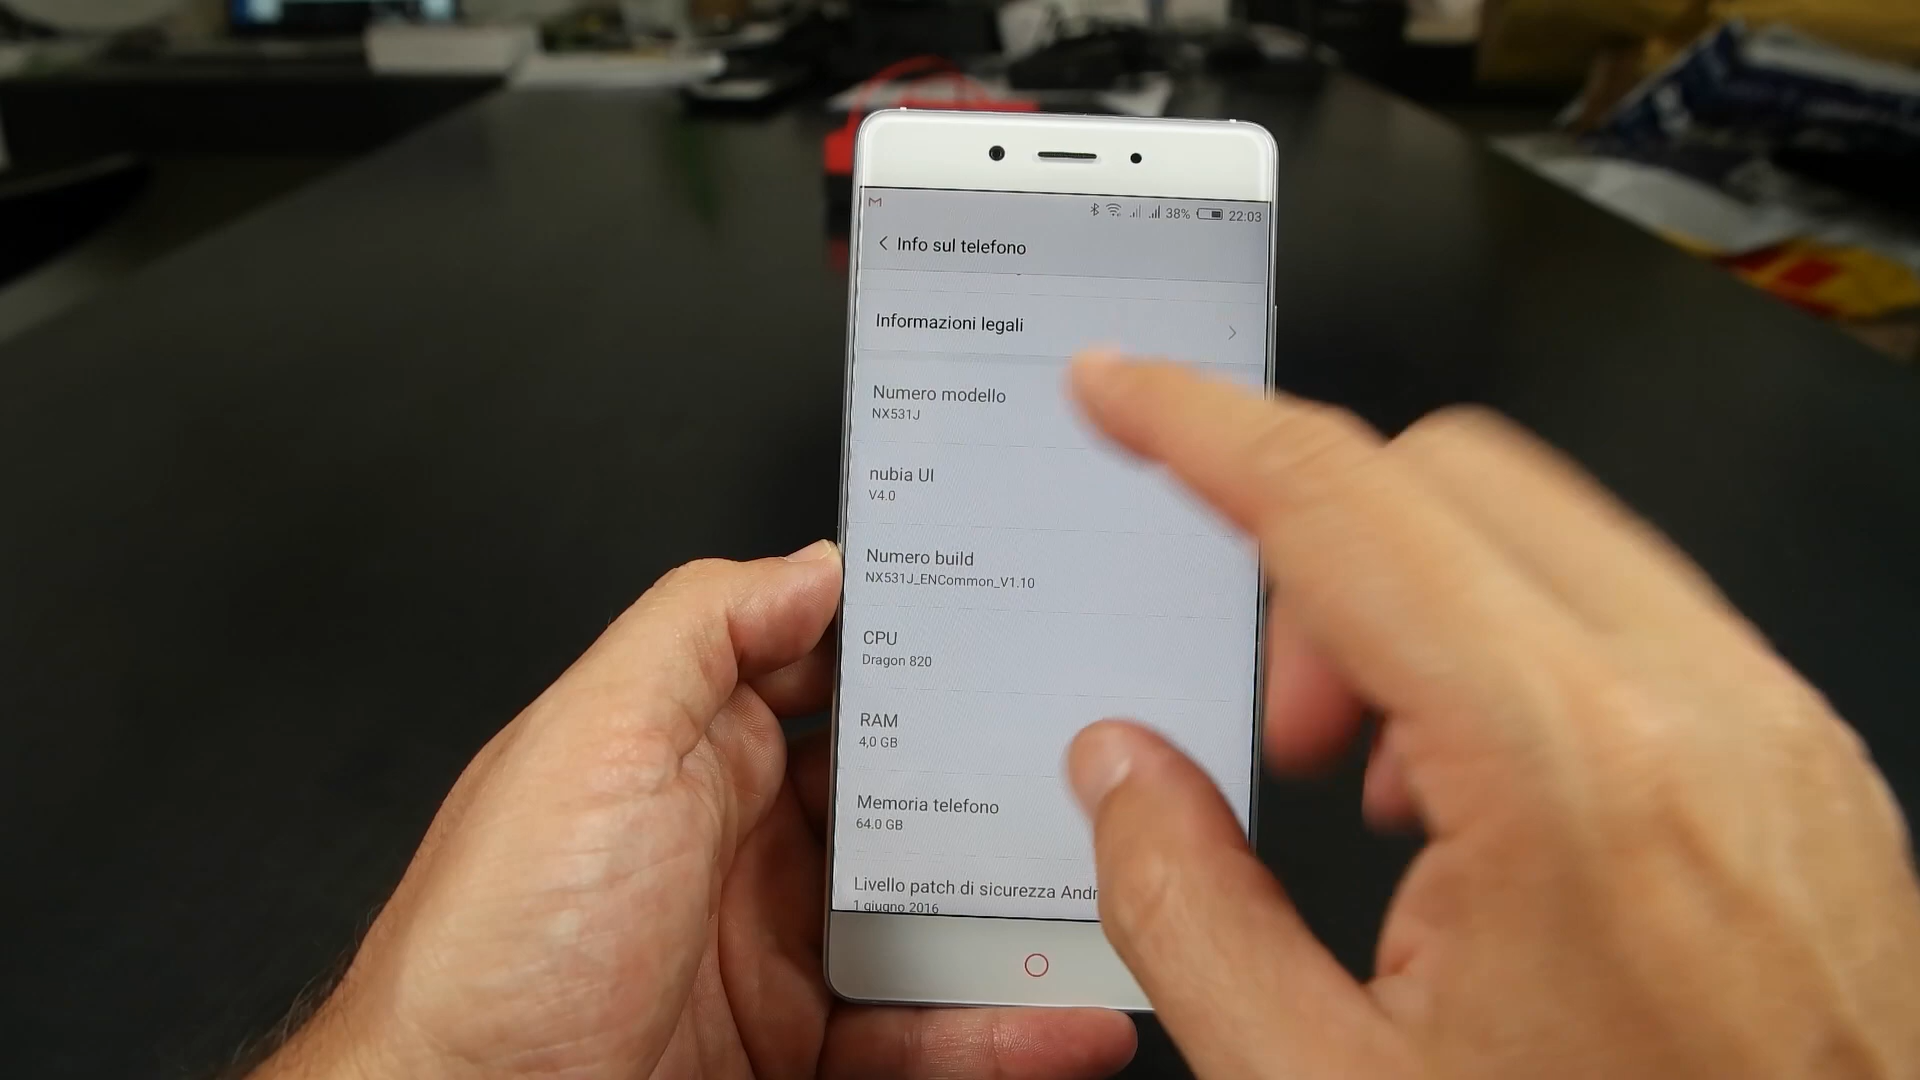 38% 22:03
Info sul telefono
Informazioni legali
Numero modello
NX531J
nubia UI
V4.0
Numero build
NX531J_ENCommon_V1.10
CPU
Dragon 820
RAM
4,0 GB
Memoria telefono
64.0 GB
Livello patch di sicurezza Andr
1 giugno 2016